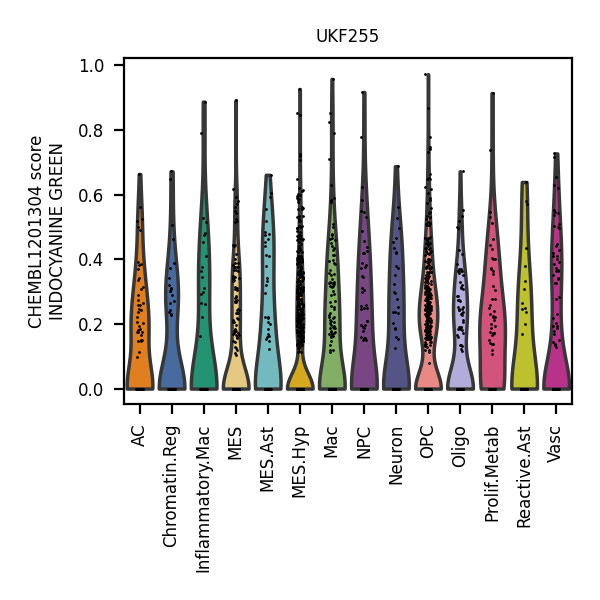 UKF255
CHEMBL1201304 score
INDOCYANINE GREEN
1.0
0.8
0.6
0.4
0.2
0.0
AC
Chromatin.Reg
Inflammatory.Mac
MES
MES.Ast
MES.Hyp
Mac
NPC
Neuron
OPC
Oligo
Prolif.Metab
Reactive.Ast
Vasc